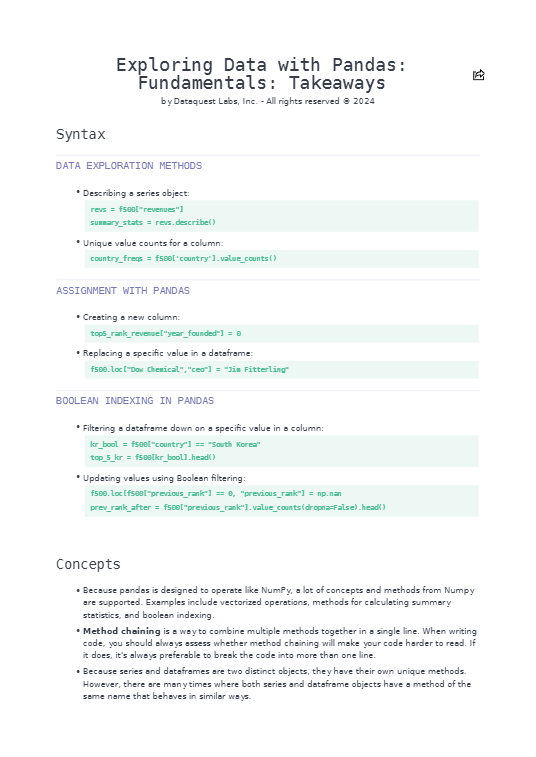 Exploring Data with Pandas:
Fundamentals: Takeaways
by Dataquest Labs, Inc. - All rights reserved © 2024
Syntax
DATA EXPLORATION METHODS
• Describing a series object:
revs = f500["revenues"]
summary_stats = revs.describe()
• Unique value counts for a column:
country_freqs = f500['country'].value_counts()
ASSIGNMENT WITH PANDAS
• Creating a new column:
top5_rank_revenue["year_founded"] = 0
• Replacing a specific value in a dataframe:
f500.loc["Dow Chemical","ceo"] = "Jim Fitterling"
BOOLEAN INDEXING IN PANDAS
• Filtering a dataframe down on a specific value in a column:
kr_bool = f500["country"] == "South Korea"
top_5_kr = f500[kr_bool].head()
• Updating values using Boolean filtering:
f500.loc[f500["previous_rank"] == 0, "previous_rank"] = np.nan
prev_rank_after = f500["previous_rank"].value_counts(dropna=False).head()
Concepts
• Because pandas is designed to operate like NumPy, a lot of concepts and methods from Numpy
are supported. Examples include vectorized operations, methods for calculating summary
statistics, and boolean indexing.
• Method chaining is a way to combine multiple methods together in a single line. When writing
code, you should always assess whether method chaining will make your code harder to read. If
it does, it's always preferable to break the code into more than one line.
• Because series and dataframes are two distinct objects, they have their own unique methods.
However, there are many times where both series and dataframe objects have a method of the
same name that behaves in similar ways.